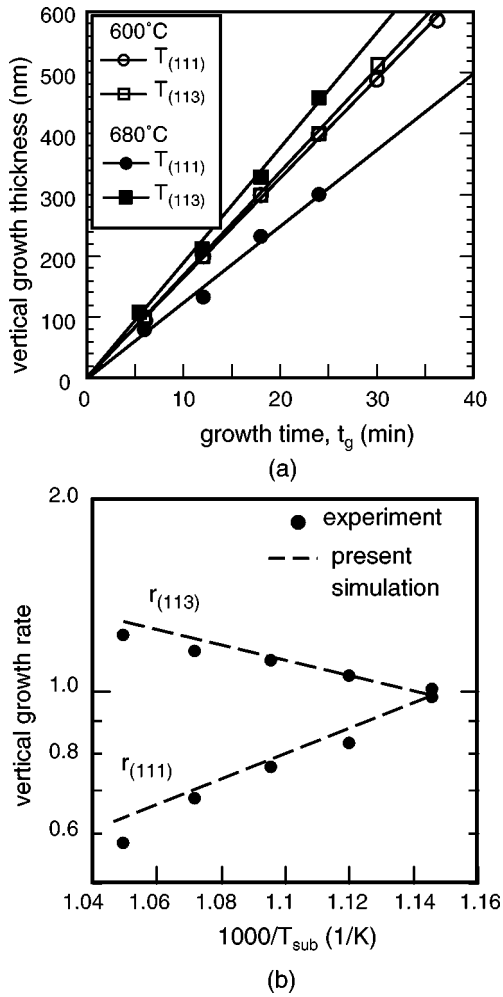 600
500
400
300
200
100
0
vertical growth thickness (nm)
600˚C
T(111)
T(113)
680˚C
T(111)
T(113)
0
10
20
30
40
growth time, tg (min)
(a)
2.0
1.0
0.8
0.6
vertical growth rate
experiment
present
simulation
r(113)
r(111)
1.04
1.06
1.08
1.10
1.12
1.14
1.16
1000/Tsub (1/K)
(b)